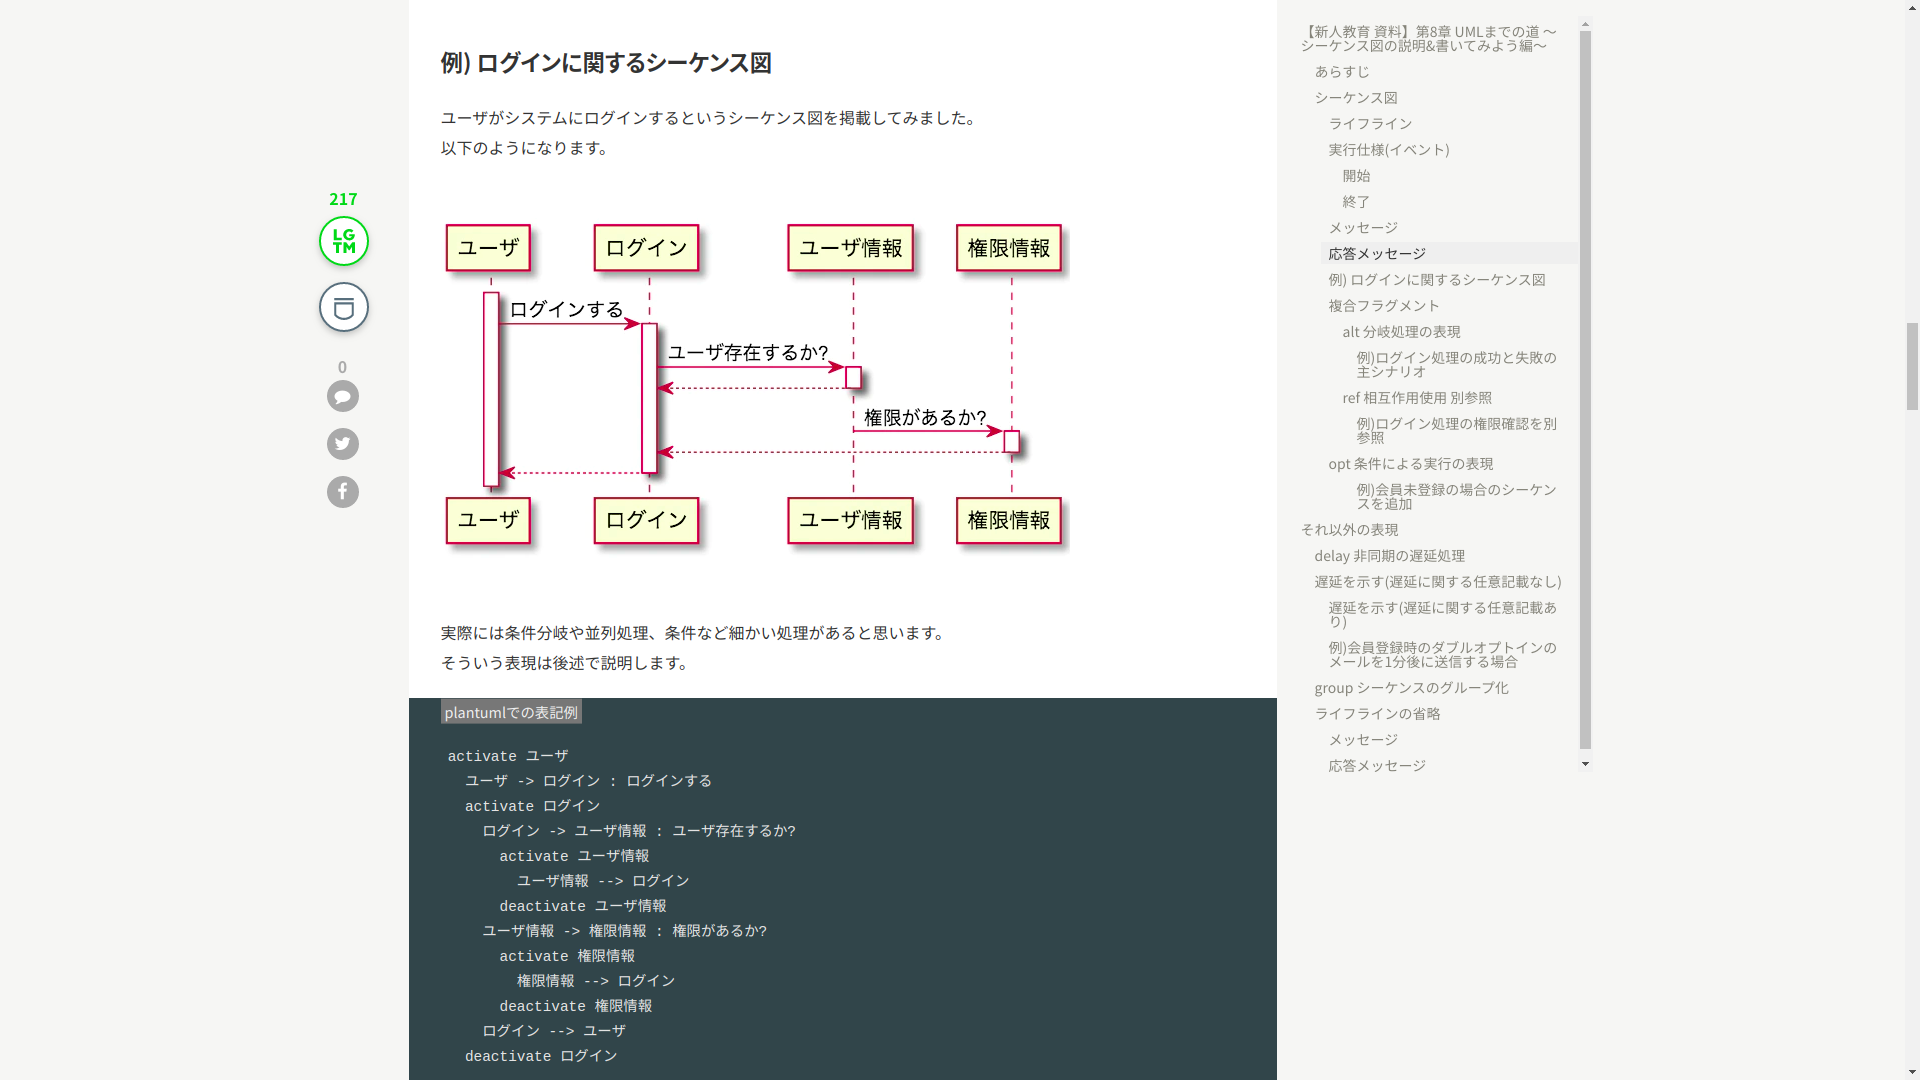 例) ログインに関するシーケンス図
ユーザがシステムにログインするというシーケンス図を掲載してみました。
以下のようになります。
217
LG
TM
0
ユーザ
ログイン
ユーザ情報
権限情報
ログインする
ユーザ存在するか?
権限があるか?
ユーザ
ログイン
ユーザ情報
権限情報
実際には条件分岐や並列処理、条件など細かい処理があると思います。
そういう表現は後述で説明します。
plantumlでの表記例
activate ユーザ
ユーザ -> ログイン : ログインする
activate ログイン
ログイン -> ユーザ情報 : ユーザ存在するか?
activate ユーザ情報
ユーザ情報 --> ログイン
deactivate ユーザ情報
ユーザ情報 -> 権限情報 : 権限があるか?
activate 権限情報
権限情報 --> ログイン
deactivate 権限情報
ログイン --> ユーザ
deactivate ログイン
【新人教育 資料】第8章 UMLまでの道 〜
シーケンス図の説明&書いてみよう編〜
あらすじ
シーケンス図
ライフライン
実行仕様(イベント)
開始
終了
メッセージ
応答メッセージ
例) ログインに関するシーケンス図
複合フラグメント
alt 分岐処理の表現
例)ログイン処理の成功と失敗の
主シナリオ
ref 相互作用使用 別参照
例)ログイン処理の権限確認を別
参照
opt 条件による実行の表現
例)会員未登録の場合のシーケン
スを追加
それ以外の表現
delay 非同期の遅延処理
遅延を示す(遅延に関する任意記載なし)
遅延を示す(遅延に関する任意記載あ
り)
例)会員登録時のダブルオプトインの
メールを1分後に送信する場合
group シーケンスのグループ化
ライフラインの省略
メッセージ
応答メッセージ